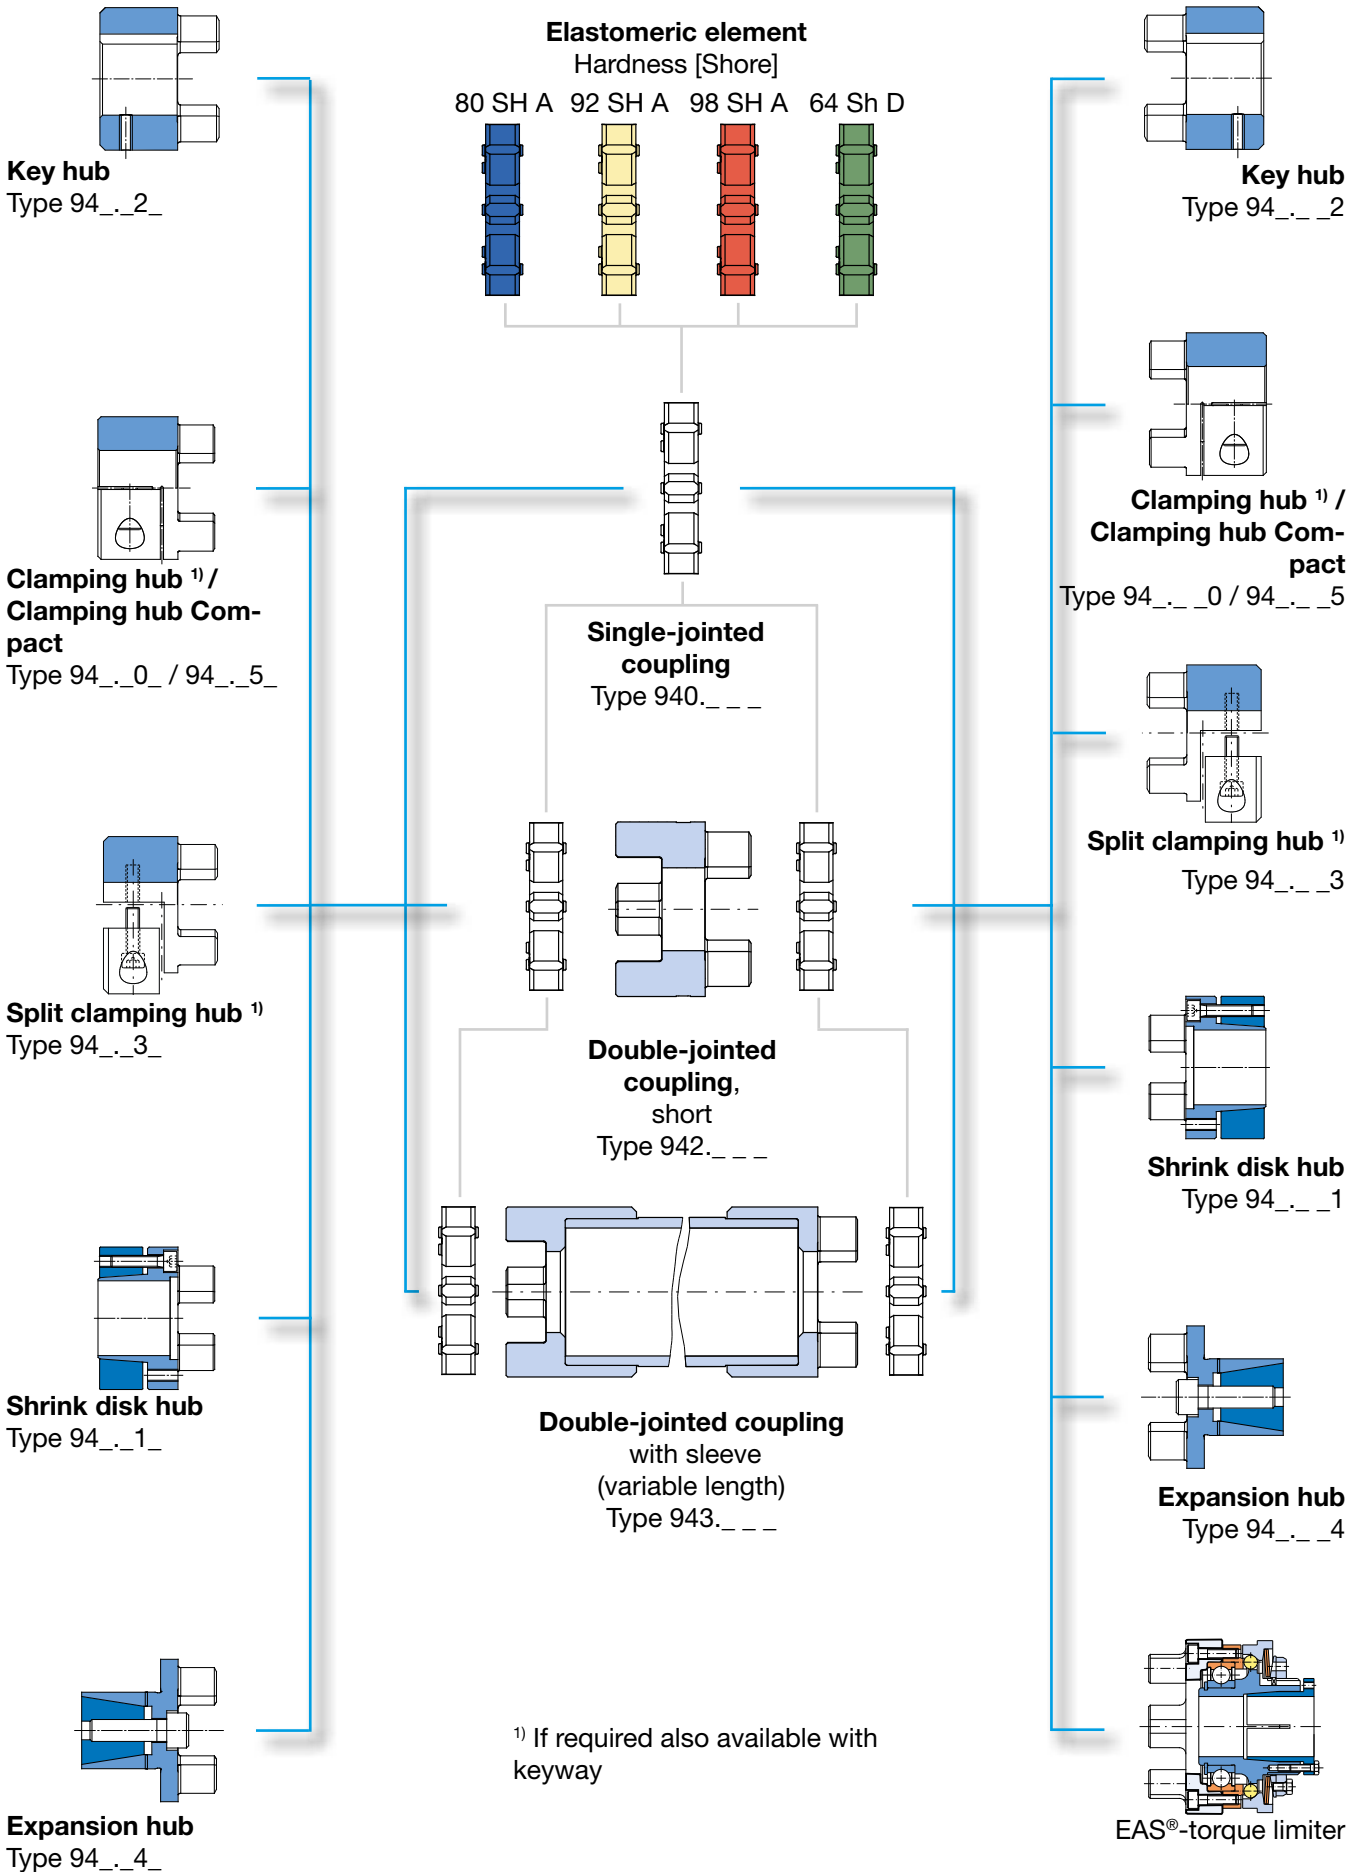 Elastomeric element
Hardness [Shore]
80 SH A 92 SH A 98 SH A 64 Sh D
Key hub
Type 94_._2_
Clamping hub 1) /
Clamping hub Com-
pact
Type 94_._0_ / 94_._5_
Split clamping hub 1)
Type 94_._3_
Shrink disk hub
Type 94_._1_
Expansion hub
Type 94_._4_
Single-jointed
coupling
Type 940._ _ _
Double-jointed
coupling,
short
Type 942._ _ _
Double-jointed coupling
with sleeve
(variable length)
Type 943._ _ _
1) If required also available with
keyway
Key hub
Type 94_._ _2
Clamping hub 1) /
Clamping hub Com-
pact
Type 94_._ _0 / 94_._ _5
Split clamping hub 1)
Type 94_._ _3
Shrink disk hub
Type 94_._ _1
Expansion hub
Type 94_._ _4
EAS®-torque limiter